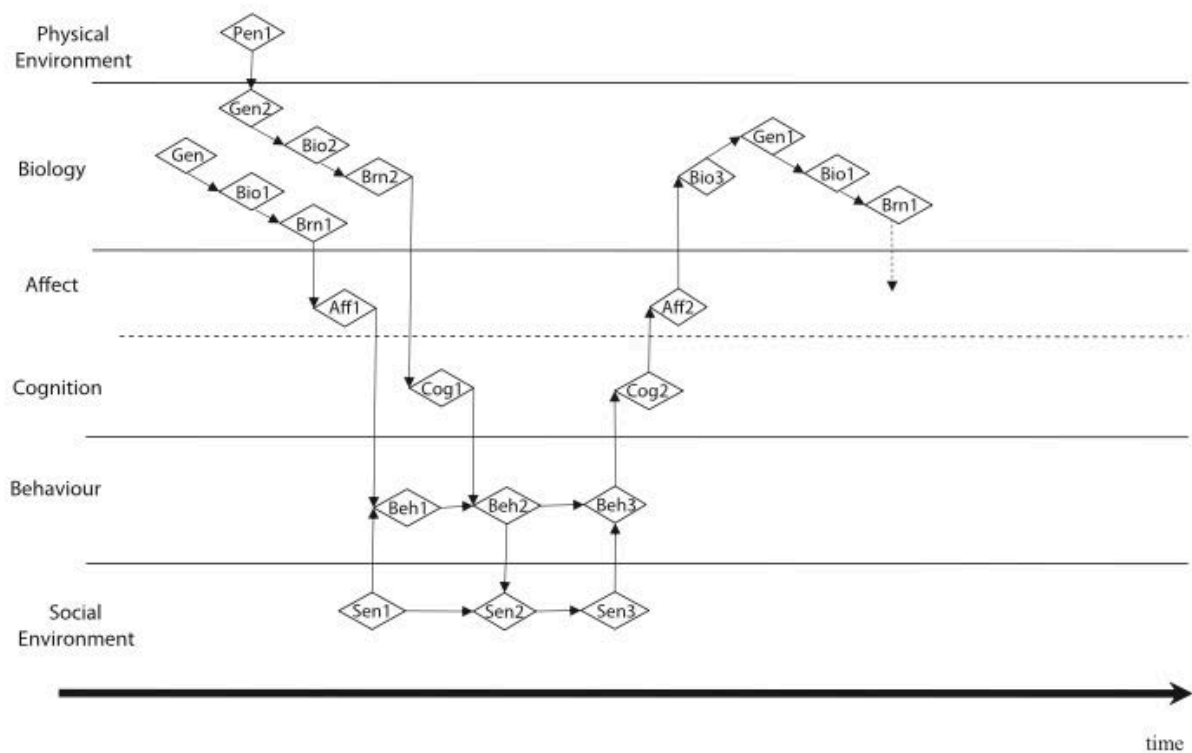 Physical
Environment
Pen1
Gen2
Bio2
Brn2
Gen
Bio1
Brn1
Biology
Bio3
Gen1
Bio1
Brn1
Affect
Aff1
Aff2
Cognition
Cog1
Cog2
Behaviour
Beh1
Beh2
Beh3
Social
Environment
Sen1
Sen2
Sen3
time